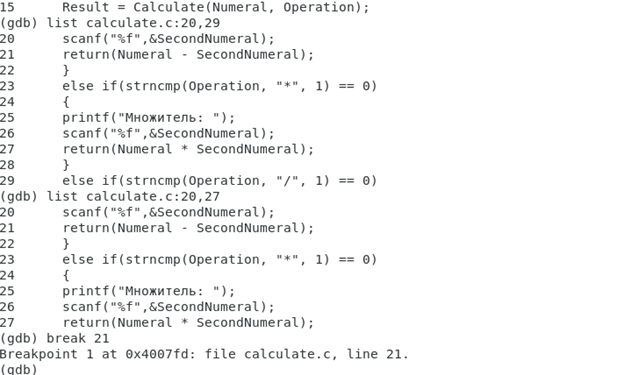 15      Result = Calculate(Numeral, Operation);
(gdb) list calculate.c:20,29
20      scanf("%f",&SecondNumeral);
21      return(Numeral - SecondNumeral);
22      }
23      else if(strncmp(Operation, "*", 1) == 0)
24      {
25      printf("Множитель: ");
26      scanf("%f",&SecondNumeral);
27      return(Numeral * SecondNumeral);
28      }
29      else if(strncmp(Operation, "/", 1) == 0)
(gdb) list calculate.c:20,27
20      scanf("%f",&SecondNumeral);
21      return(Numeral - SecondNumeral);
22      }
23      else if(strncmp(Operation, "*", 1) == 0)
24      {
25      printf("Множитель: ");
26      scanf("%f",&SecondNumeral);
27      return(Numeral * SecondNumeral);
(gdb) break 21
Breakpoint 1 at 0x4007fd: file calculate.c, line 21.
(gdb)